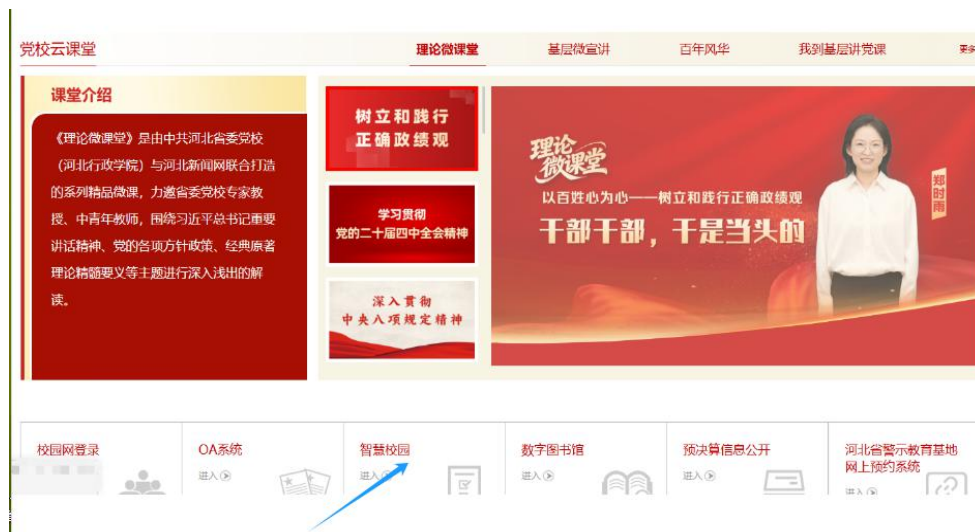 党校云课堂
理论微课堂
基层微宣讲
百年风华
我到基层讲党课
课堂介绍
《理论微课堂》是由中共河北省委党校
（河北行政学院）与河北新闻网联合打造
的系列精品微课，力邀省委党校专家教
授、中青年教师，围绕习近平总书记重要
讲话精神、党的各项方针政策、经典原著
理论精髓要义等主题进行深入浅出的解
读。
树立和践行
正确政绩观
学习贯彻
党的二十届四中全会精神
深入贯彻
中央八项规定精神
理论
微课堂
以百姓心为心——树立和践行正确政绩观
干部干部，干是当头的
郑时雨
校园网登录
OA系统
进入
智慧校园
进入
数字图书馆
进入
预决算信息公开
进入
河北省警示教育基地
网上预约系统
进入